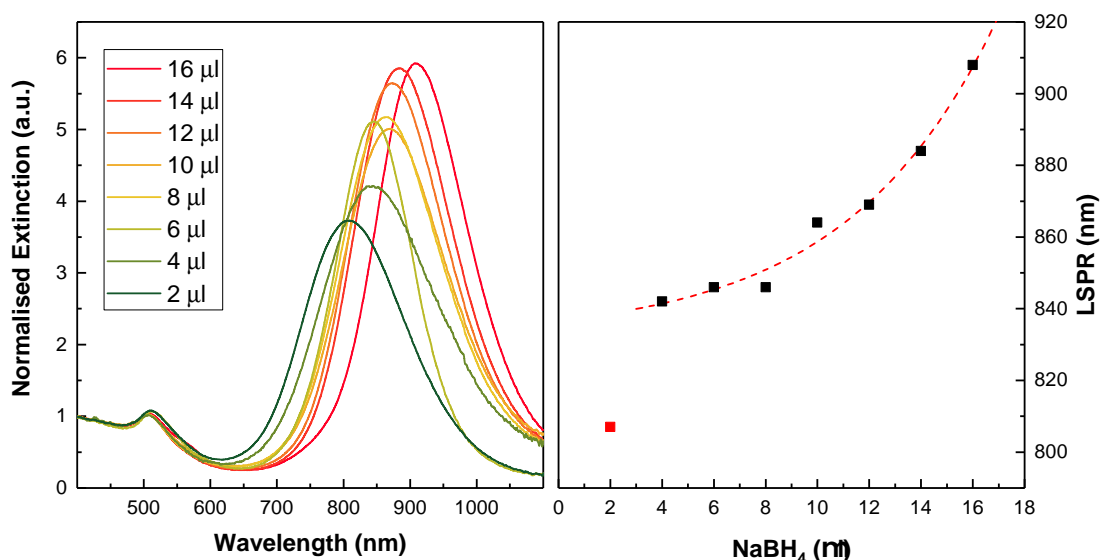 6
5
4
3
2
1
0
Normalised Extinction (a.u.)
16 μl
14 μl
12 μl
10 μl
8 μl
6 μl
4 μl
2 μl
500 600 700 800 900 1000
Wavelength (nm)
920
900
880
860
840
820
800
LSPR (nm)
0 2 4 6 8 10 12 14 16 18
NaBH4